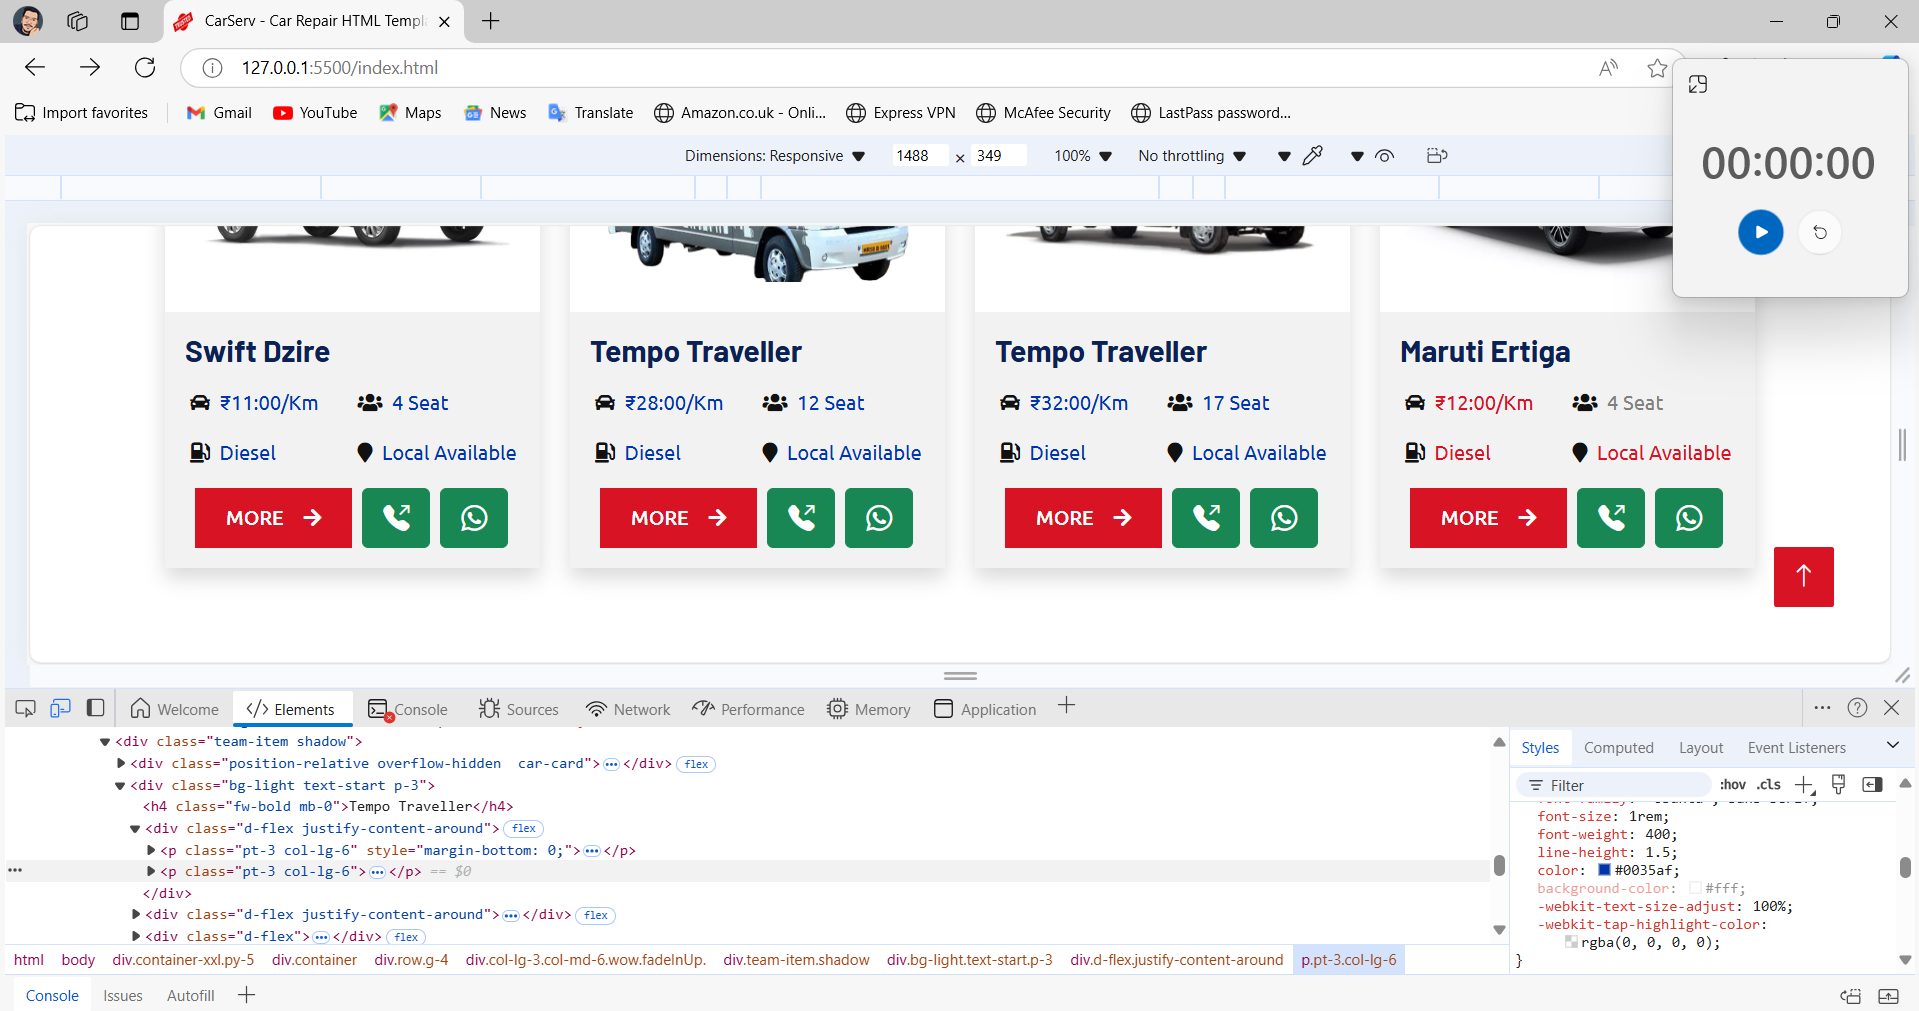 CarServ - Car Repair HTML Templa
127.0.0.1:5500/index.html
Import favorites
Gmail
YouTube
Maps
News
Translate
Amazon.co.uk - Onli...
Express VPN
McAfee Security
LastPass password...
Dimensions: Responsive
1488 × 349
100%
No throttling
00:00:00
Swift Dzire
₹11:00/Km
4 Seat
Diesel
Local Available
MORE
Tempo Traveller
₹28:00/Km
12 Seat
Diesel
Local Available
MORE
Tempo Traveller
₹32:00/Km
17 Seat
Diesel
Local Available
MORE
Maruti Ertiga
₹12:00/Km
4 Seat
Diesel
Local Available
MORE
Welcome
Elements
Console
Sources
Network
Performance
Memory
Application
<div class="team-item shadow">
<div class="position-relative overflow-hidden  car-card">…</div> flex
<div class="bg-light text-start p-3">
<h4 class="fw-bold mb-0">Tempo Traveller</h4>
<div class="d-flex justify-content-around"> flex
<p class="pt-3 col-lg-6" style="margin-bottom: 0;">…</p>
<p class="pt-3 col-lg-6">…</p> == $0
</div>
<div class="d-flex justify-content-around">…</div> flex
<div class="d-flex">…</div> flex
html body div.container-xxl.py-5 div.container div.row.g-4 div.col-lg-3.col-md-6.wow.fadeInUp. div.team-item.shadow div.bg-light.text-start.p-3 div.d-flex.justify-content-around p.pt-3.col-lg-6
Styles
Computed
Layout
Event Listeners
Filter
:hov .cls
font-size: 1rem;
font-weight: 400;
line-height: 1.5;
color: #0035af;
background-color: #fff;
-webkit-text-size-adjust: 100%;
-webkit-tap-highlight-color:
rgba(0, 0, 0, 0);
}
Console
Issues
Autofill